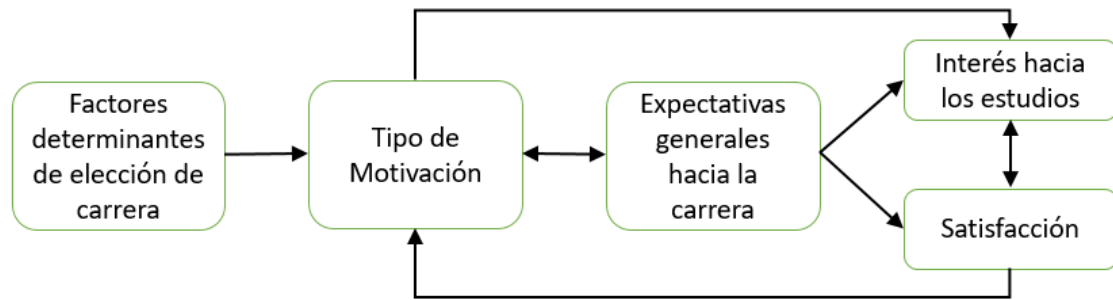 Factores
determinantes
de elección de
carrera
Tipo de
Motivación
Expectativas
generales
hacia la
carrera
Interés hacia
los estudios
Satisfacción